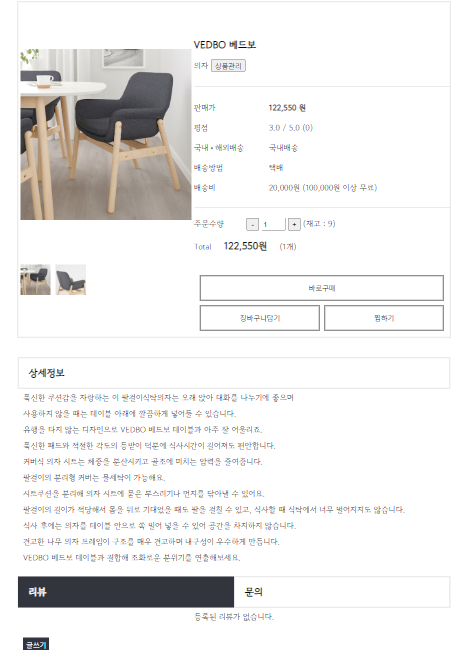 VEDBO 베드보
의자 상품관리
판매가 122,550 원
평점 3.0 / 5.0 (0)
국내 • 해외배송 국내배송
배송방법 택배
배송비 20,000원 (100,000원 이상 무료)
주문수량 - 1 + (재고 : 9)
Total 122,550원 (1개)
바로구매
장바구니담기 찜하기
상세정보
푹신한 쿠션감을 자랑하는 이 팔걸이식탁의자는 오래 앉아 대화를 나누기에 좋으며
사용하지 않을 때는 테이블 아래에 깔끔하게 넣어둘 수 있습니다.
유행을 타지 않는 디자인으로 VEDBO 베드보 테이블과 아주 잘 어울려요.
푹신한 패드와 적절한 각도의 등받이 덕분에 식사시간이 길어져도 편안합니다.
커버식 의자 시트는 체중을 분산시키고 골조에 미치는 압력을 줄여줍니다.
팔걸이의 분리형 커버는 물세탁이 가능해요.
시트쿠션을 분리해 의자 시트에 묻은 부스러기나 먼지를 닦아낼 수 있어요.
팔걸이의 길이가 적당해서 몸을 뒤로 기대었을 때도 팔을 걸칠 수 있고, 식사할 때 식탁에서 너무 멀어지지도 않습니다.
식사 후에는 의자를 테이블 안으로 쑥 밀어 넣을 수 있어 공간을 차지하지 않습니다.
견고한 나무 의자 프레임이 구조를 매우 견고하며 내구성이 우수하게 만듭니다.
VEDBO 베드보 테이블과 결합해 조화로운 분위기를 연출해보세요.
리뷰 문의
등록된 리뷰가 없습니다.
글쓰기